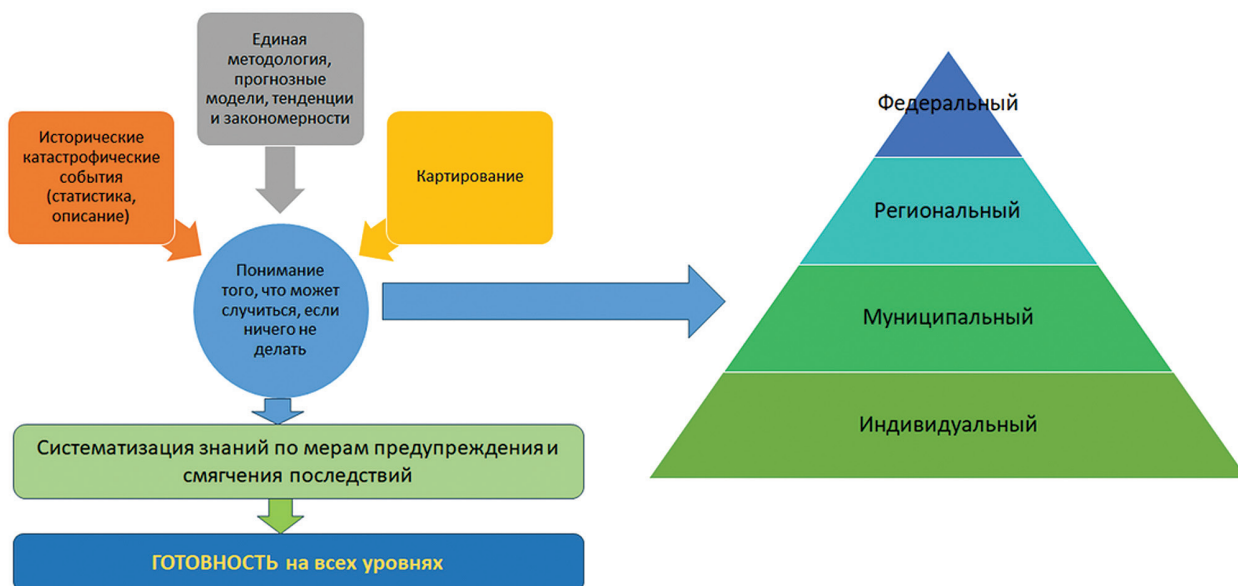 Единая
методология,
прогнозные
модели, тенденции
и закономерности
Исторические
катастрофические
события
(статистика,
описание)
Картирование
Понимание
того, что может
случиться, если
ничего не
делать
Систематизация знаний по мерам предупреждения и
смягчения последствий
ГОТОВНОСТЬ на всех уровнях
Федеральный
Региональный
Муниципальный
Индивидуальный